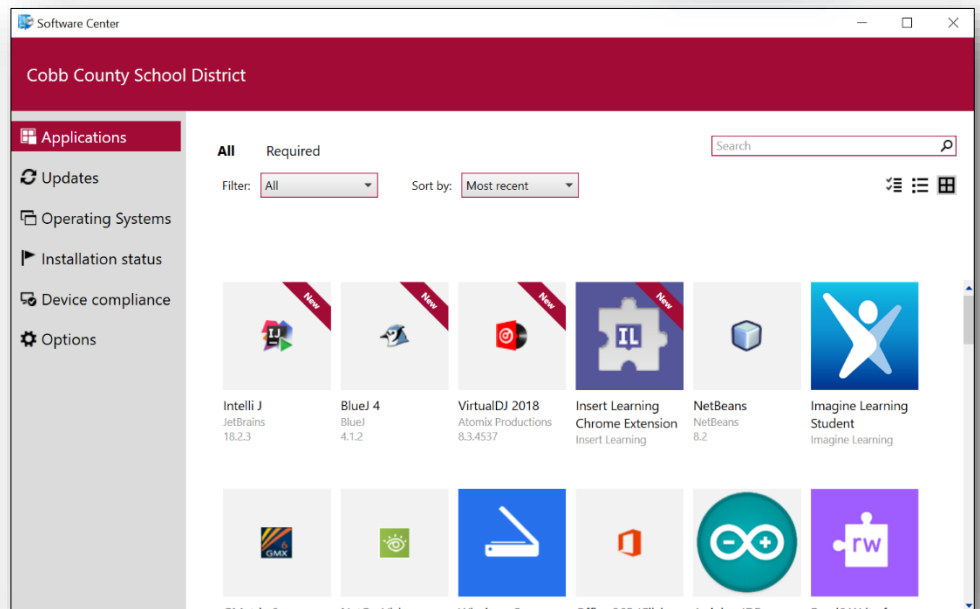 Software Center
Cobb County School District
Applications
Updates
Operating Systems
Installation status
Device compliance
Options
All Required
Search
Filter: All Sort by: Most recent
New New New New
IJ
IL
Intelli J
JetBrains
18.2.3
BlueJ 4
BlueJ
4.1.2
VirtualDJ 2018
Atomix Productions
8.3.4537
Insert Learning
Chrome Extension
Insert Learning
NetBeans
NetBeans
8.2
Imagine Learning
Student
Imagine Learning
6
GMX
rw